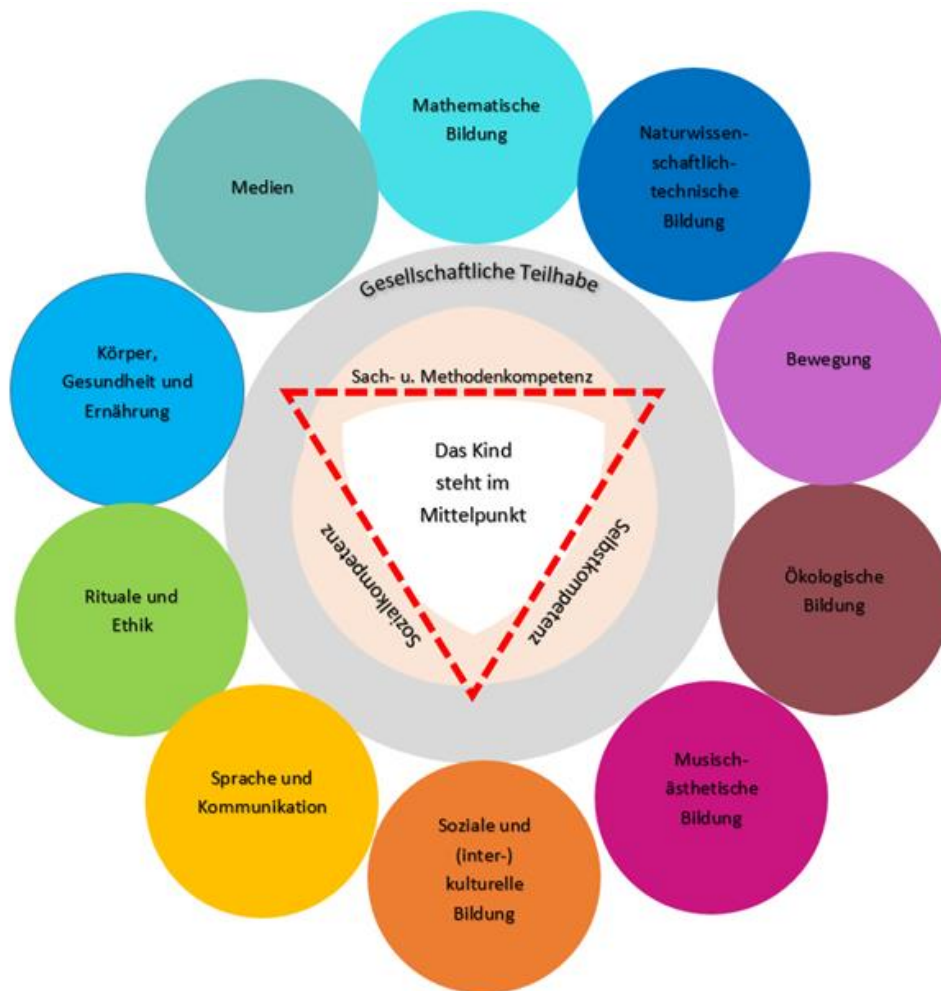 Mathematische
Bildung
Naturwissen-
schaftlich-
technische
Bildung
Medien
Gesellschaftliche Teilhabe
Körper,
Gesundheit und
Ernährung
Bewegung
Sach- u. Methodenkompetenz
Das Kind
steht im
Mittelpunkt
Sozialkompetenz
Selbstkompetenz
Rituale und
Ethik
Ökologische
Bildung
Sprache und
Kommunikation
Musisch-
ästhetische
Bildung
Soziale und
(inter-)
kulturelle
Bildung